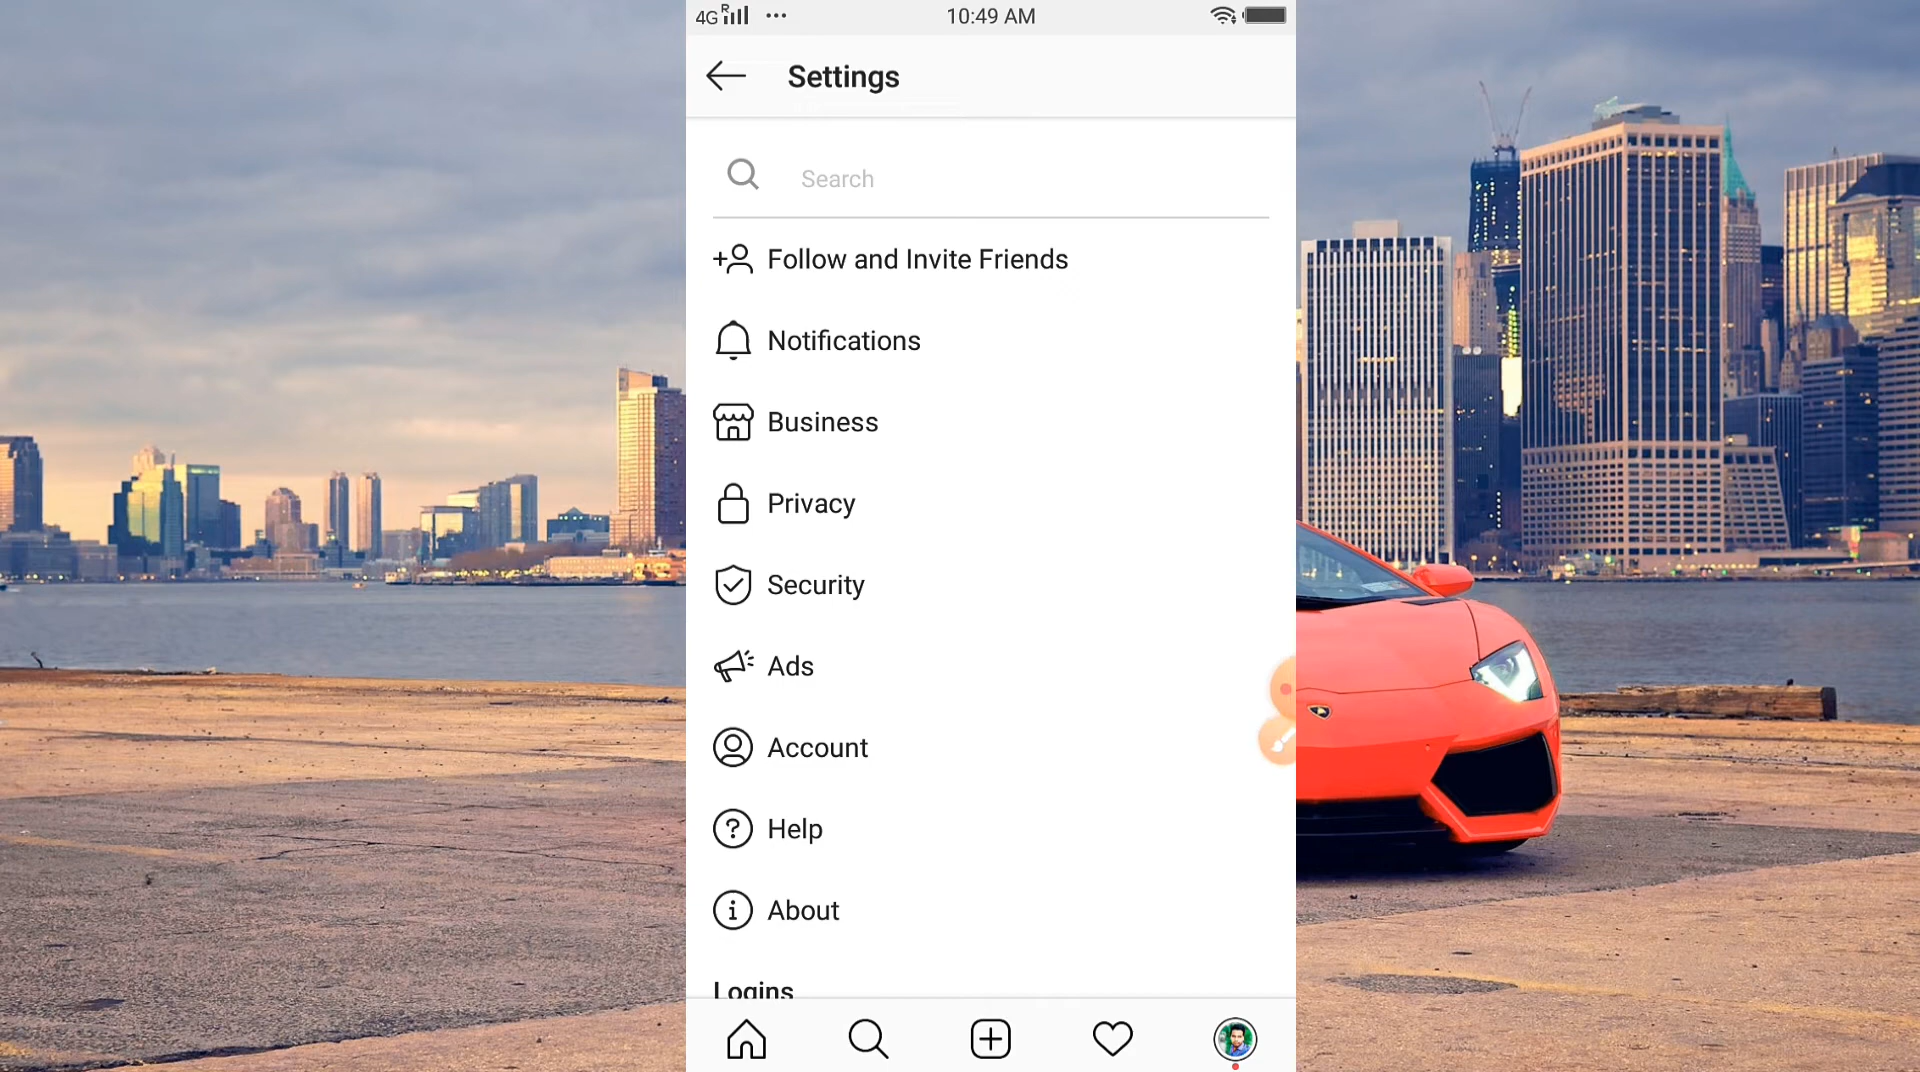 4G R 10:49 AM
Settings
Search
Follow and Invite Friends
Notifications
Business
Privacy
Security
Ads
Account
Help
About
Logins